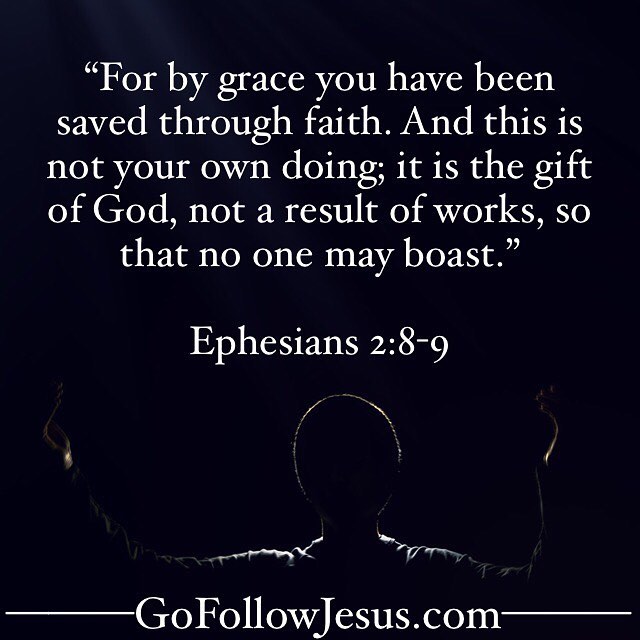 “For by grace you have been
saved through faith. And this is
not your own doing; it is the gift
of God, not a result of works, so
that no one may boast.”
Ephesians 2:8-9
GoFollowJesus.com